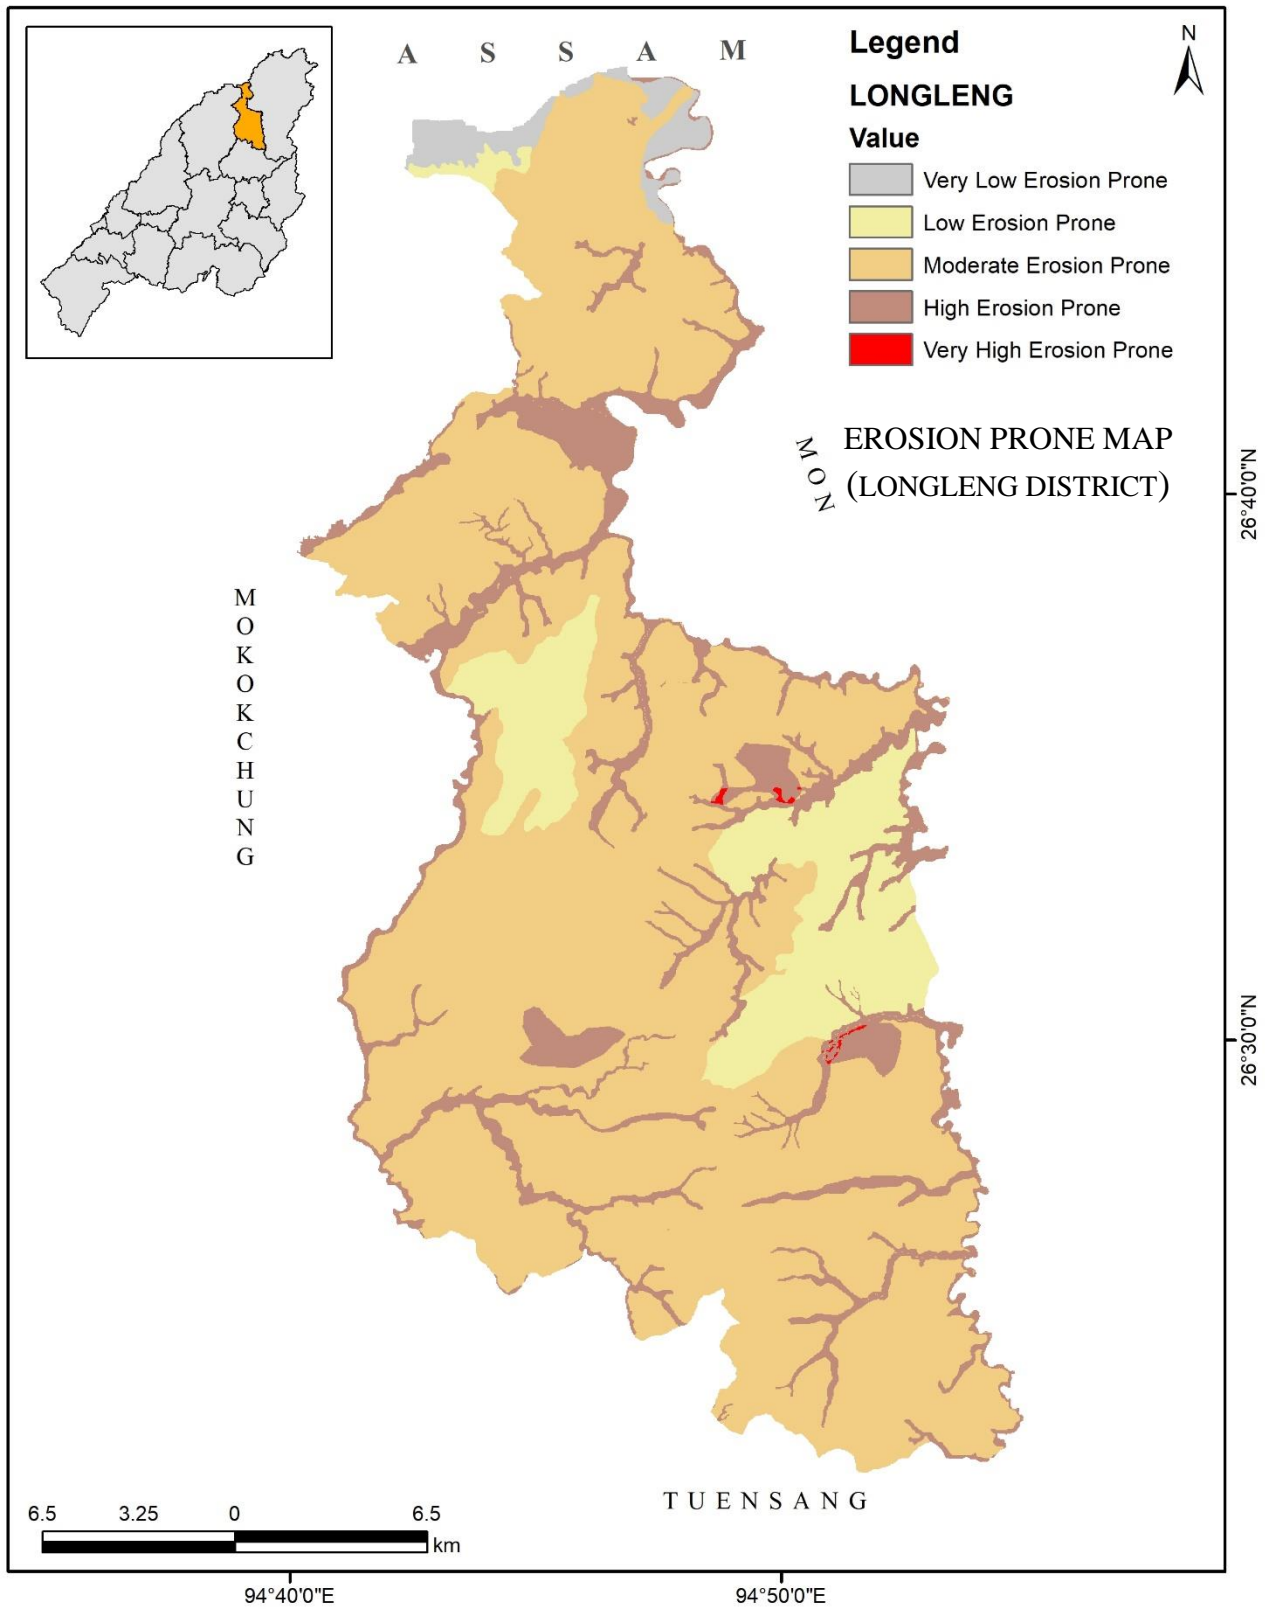 A S S A M
Legend
N
LONGLENG
Value
Very Low Erosion Prone
Low Erosion Prone
Moderate Erosion Prone
High Erosion Prone
Very High Erosion Prone
EROSION PRONE MAP
(LONGLENG DISTRICT)
MON
26°40'0"N
MOKOKCHUNG
26°30'0"N
TUENSANG
6.5 3.25 0 6.5
km
94°40'0"E 94°50'0"E